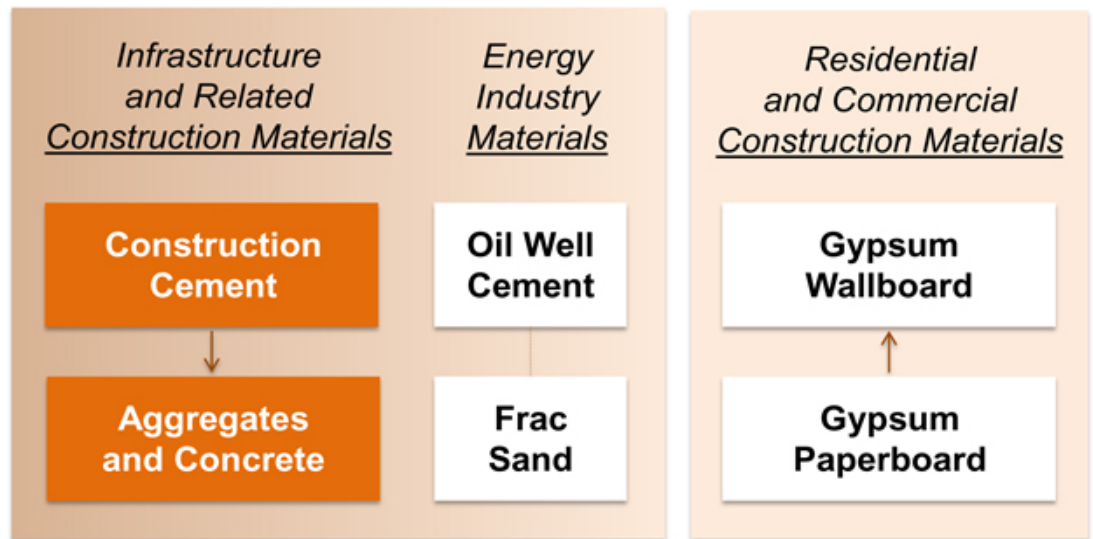 Infrastructure
and Related
Construction Materials
Construction
Cement
Aggregates
and Concrete
Energy
Industry
Materials
Oil Well
Cement
Frac
Sand
Residential
and Commercial
Construction Materials
Gypsum
Wallboard
Gypsum
Paperboard